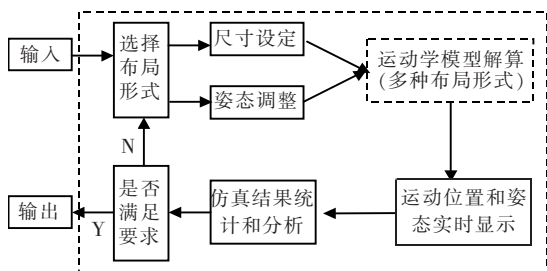 输入
选择
布局
形式
尺寸设定
姿态调整
运动学模型解算
(多种布局形式)
N
输出
Y
是否
满足
要求
仿真结果统
计和分析
运动位置和姿
态实时显示